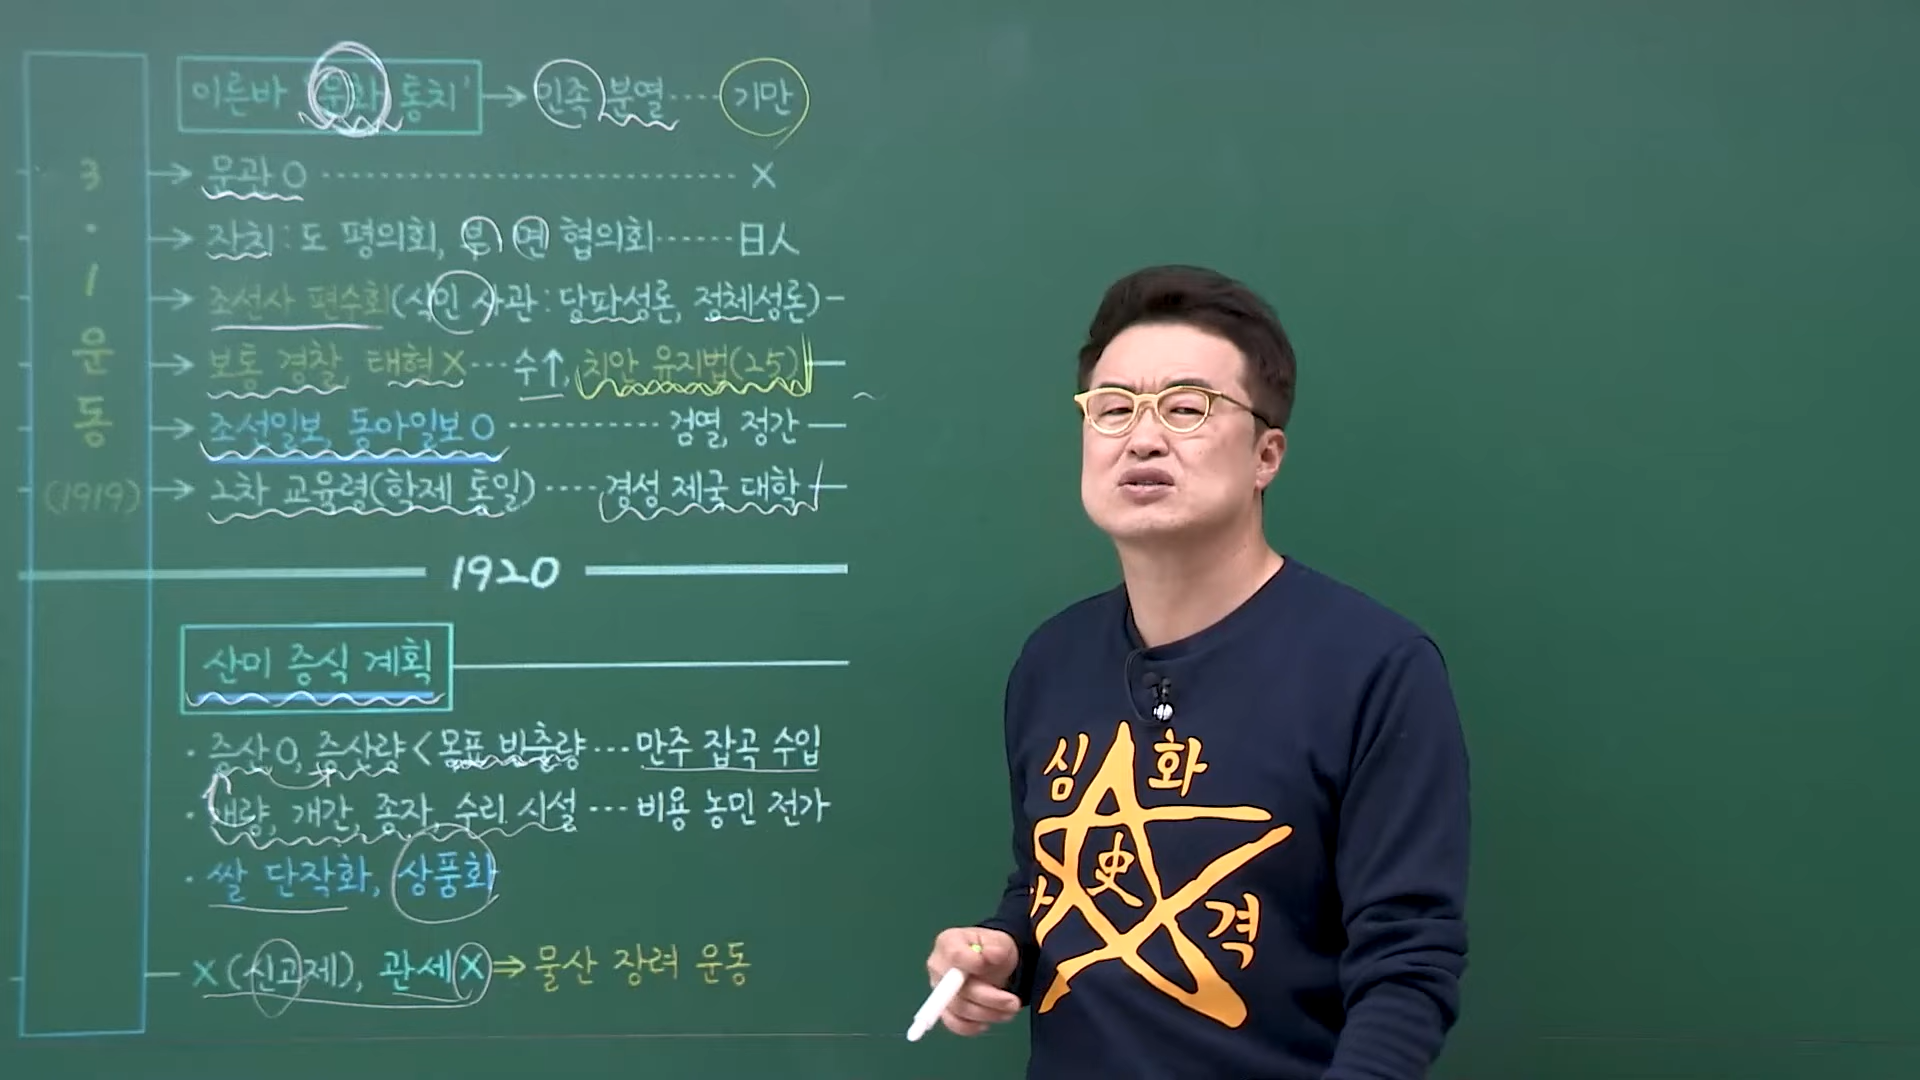 이른바 '문화 통치' → 민족 분열 ···· 기만
3 · 1 운 동 (1919)
→ 문관 O ···· X
→ 자치 : 도 평의회, 부 면 협의회 ······ 日人
→ 조선사 편수회(식민 사관 : 당파성론, 정체성론)
→ 보통 경찰, 태형 X ··· 수↑, 치안 유지법(25)
→ 조선일보, 동아일보 O ···· 검열, 정간
→ 2차 교육령(학제 통일) ···· 경성 제국 대학
1920
산미 증식 계획
· 증산 O, 증산량 < 목표 반출량 ··· 만주 잡곡 수입
· 개량, 개간, 종자, 수리 시설 ··· 비용 농민 전가
· 쌀 단작화, 상품화
X (신고제), 관세 X ⇒ 물산 장려 운동
심 화
史
격